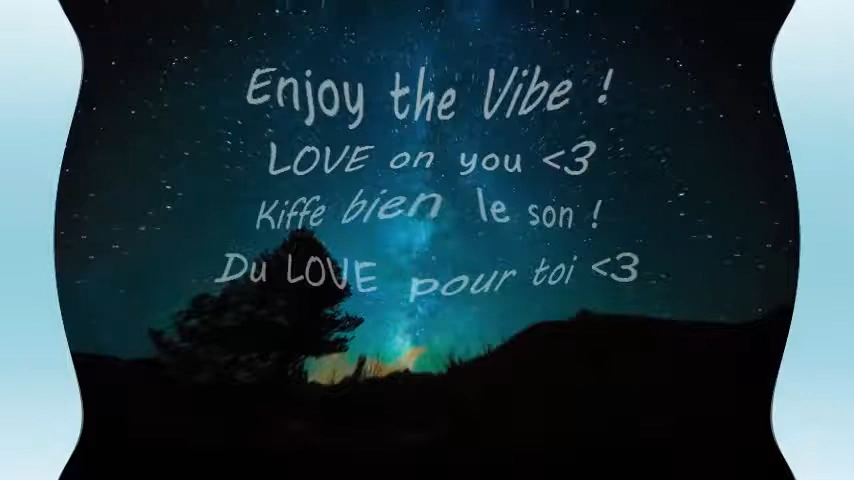 Enjoy the Vibe !
LOVE on you <3
Kiffe bien le son !
Du LOVE pour toi <3